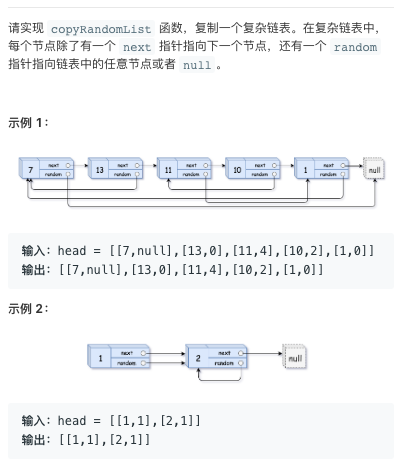 请实现 copyRandomList 函数，复制一个复杂链表。在复杂链表中，
每个节点除了有一个 next 指针指向下一个节点，还有一个 random
指针指向链表中的任意节点或者 null 。
示例 1：
7 next random 13 next random 11 next random 10 next random 1 next random null
输入：head = [[7,null],[13,0],[11,4],[10,2],[1,0]]
输出：[[7,null],[13,0],[11,4],[10,2],[1,0]]
示例 2：
1 next random 2 next random null
输入：head = [[1,1],[2,1]]
输出：[[1,1],[2,1]]